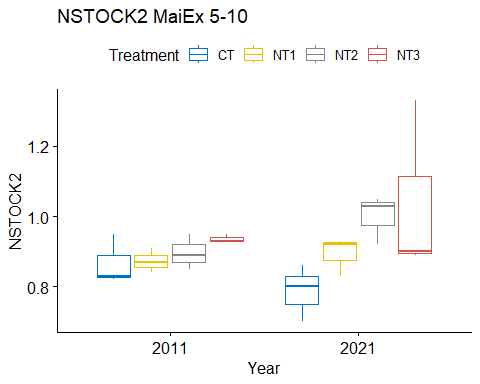 NSTOCK2 MaiEx 5-10
Treatment CT NT1 NT2 NT3
1.2
1.0
0.8
NSTOCK2
2011 2021
Year